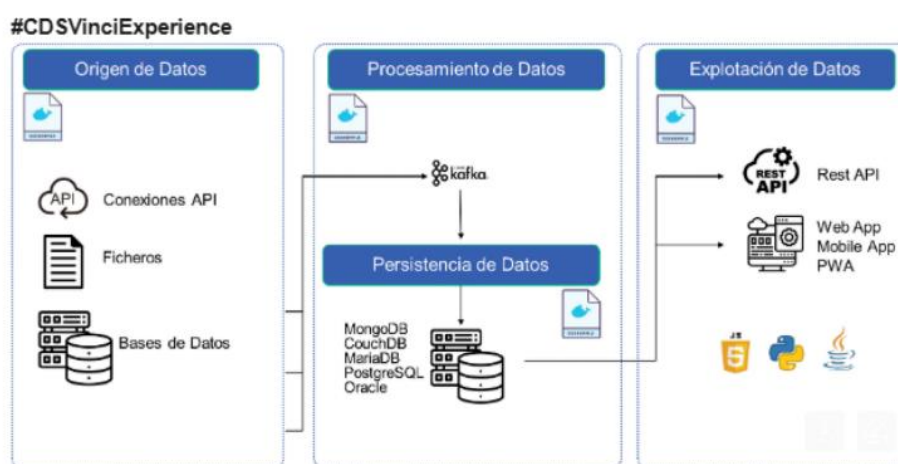 #CDSVinciExperience
Origen de Datos
API
Conexiones API
Ficheros
Bases de Datos
Procesamiento de Datos
kafka
Persistencia de Datos
MongoDB
CouchDB
MariaDB
PostgreSQL
Oracle
Explotación de Datos
REST
API
Rest API
Web App
Mobile App
PWA
JS